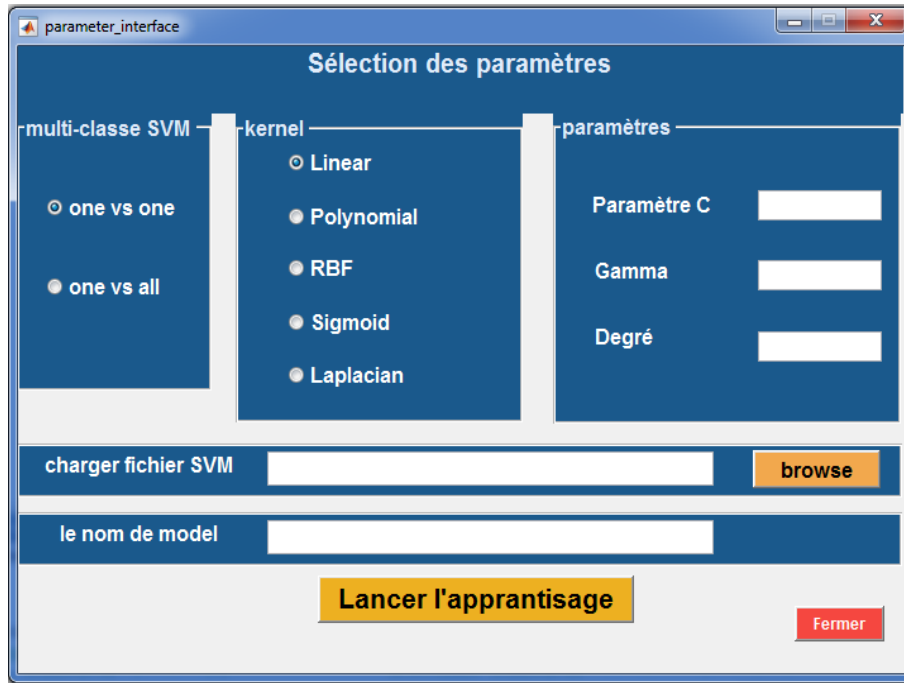 parameter_interface
Sélection des paramètres
multi-classe SVM
one vs one
one vs all
kernel
Linear
Polynomial
RBF
Sigmoid
Laplacian
paramètres
Paramètre C
Gamma
Degré
charger fichier SVM
browse
le nom de model
Lancer l'apprantisage
Fermer